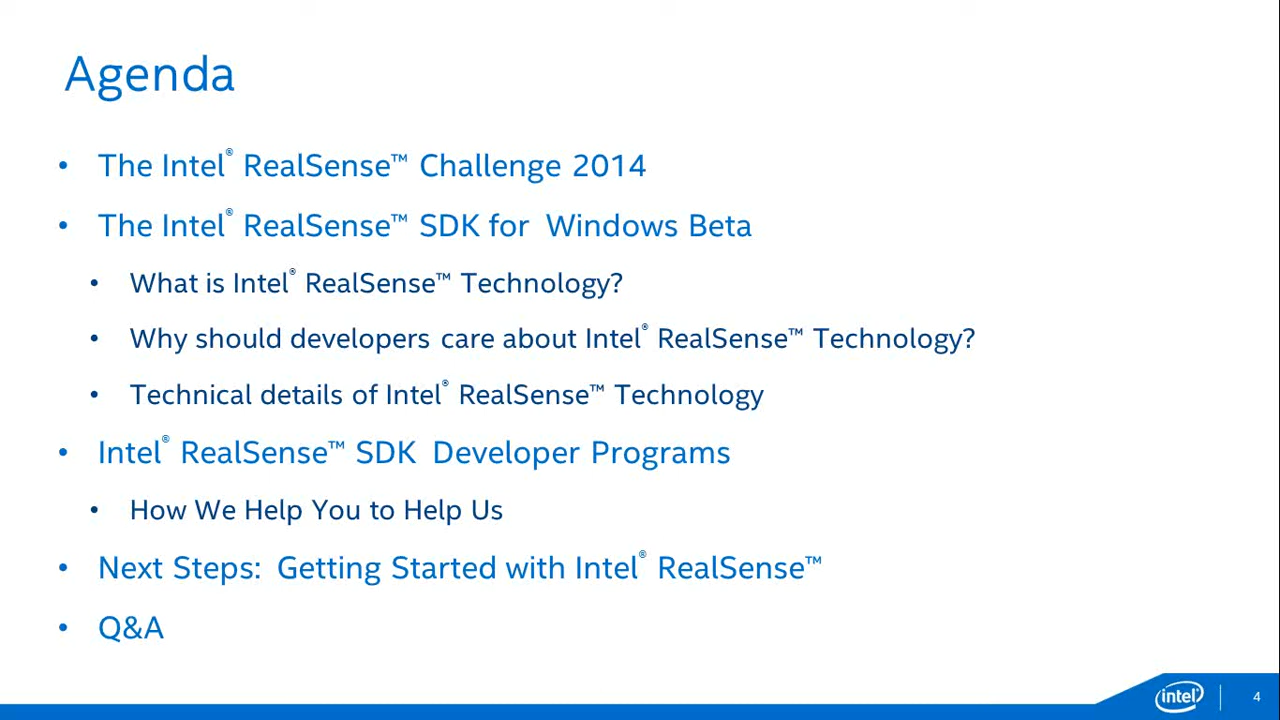 Agenda
• The Intel® RealSense™ Challenge 2014
• The Intel® RealSense™ SDK for Windows Beta
• What is Intel® RealSense™ Technology?
• Why should developers care about Intel® RealSense™ Technology?
• Technical details of Intel® RealSense™ Technology
• Intel® RealSense™ SDK Developer Programs
• How We Help You to Help Us
• Next Steps: Getting Started with Intel® RealSense™
• Q&A
intel 4